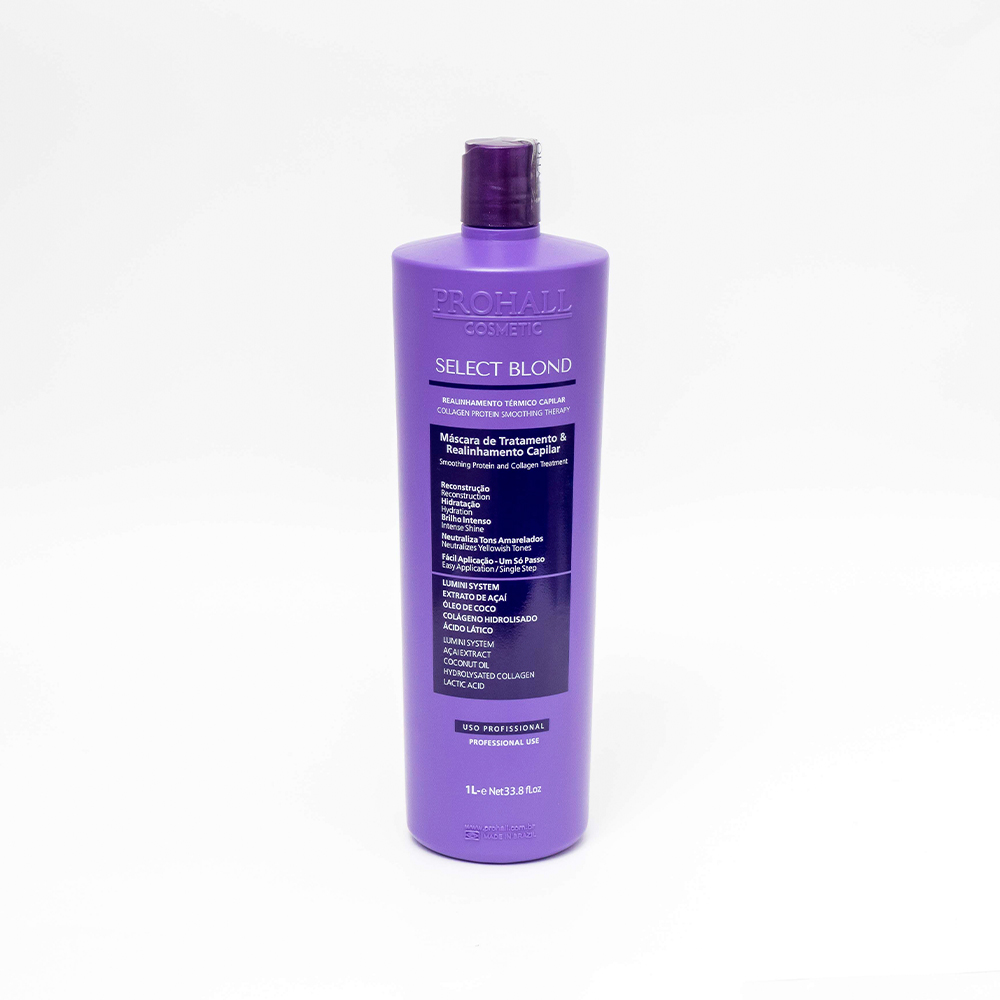 PROHALL
COSMETIC
SELECT BLOND
REALINHAMENTO TÉRMICO CAPILAR
COLLAGEN PROTEIN SMOOTHING THERAPY
Máscara de Tratamento &
Realinhamento Capilar
Smoothing Protein and Collagen Treatment
Reconstrução
Reconstruction
Hidratação
Hydration
Brilho Intenso
Intense Shine
Neutraliza Tons Amarelados
Neutralizes Yellowish Tones
Fácil Aplicação - Um Só Passo
Easy Application / Single Step
LUMINI SYSTEM
EXTRATO DE AÇAÍ
ÓLEO DE COCO
COLÁGENO HIDROLISADO
ÁCIDO LÁTICO
LUMINI SYSTEM
AÇAI EXTRACT
COCONUT OIL
HYDROLYSATED COLLAGEN
LACTIC ACID
USO PROFISSIONAL
PROFESSIONAL USE
1L-e Net33.8 fl.oz
www.prohall.com.br
MADE IN BRAZIL